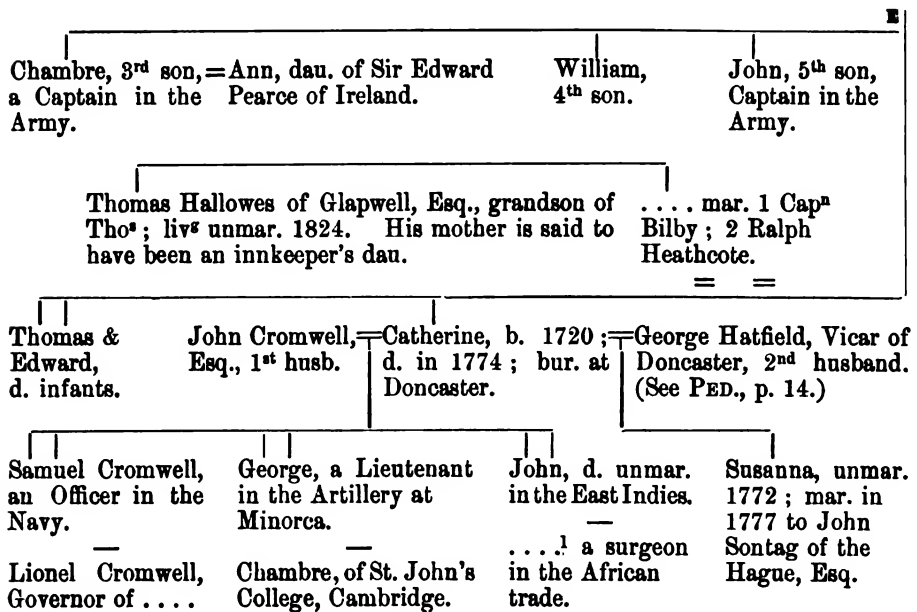 E
Chambre, 3rd son, = Ann, dau. of Sir Edward
a Captain in the Pearce of Ireland.
Army.
William,
4th son.
John, 5th son,
Captain in the
Army.
Thomas Hallowes of Glapwell, Esq., grandson of
Thos; livg unmar. 1824. His mother is said to
have been an innkeeper's dau.
. . . . mar. 1 Capn
Bilby; 2 Ralph
Heathcote.
= =
Thomas &
Edward,
d. infants.
John Cromwell,
Esq., 1st husb.
= Catherine, b. 1720;
d. in 1774; bur. at
Doncaster.
= George Hatfield, Vicar of
Doncaster, 2nd husband.
(See PED., p. 14.)
Samuel Cromwell,
an Officer in the
Navy.
—
Lionel Cromwell,
Governor of . . . .
George, a Lieutenant
in the Artillery at
Minorca.
—
Chambre, of St. John's
College, Cambridge.
John, d. unmar.
in the East Indies.
—
. . . .1 a surgeon
in the African
trade.
Susanna, unmar.
1772; mar. in
1777 to John
Sontag of the
Hague, Esq.